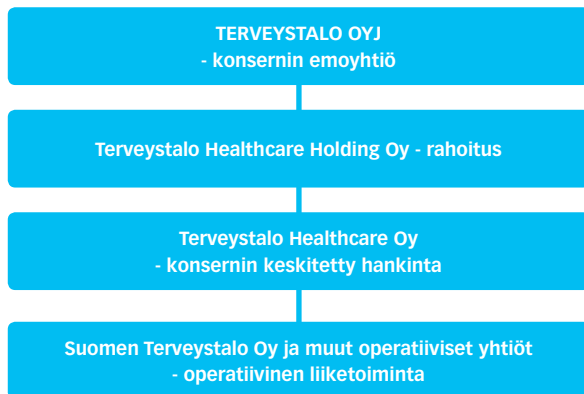 TERVEYSTALO OYJ
- konsernin emoyhtiö
Terveystalo Healthcare Holding Oy - rahoitus
Terveystalo Healthcare Oy
- konsernin keskitetty hankinta
Suomen Terveystalo Oy ja muut operatiiviset yhtiöt
- operatiivinen liiketoiminta